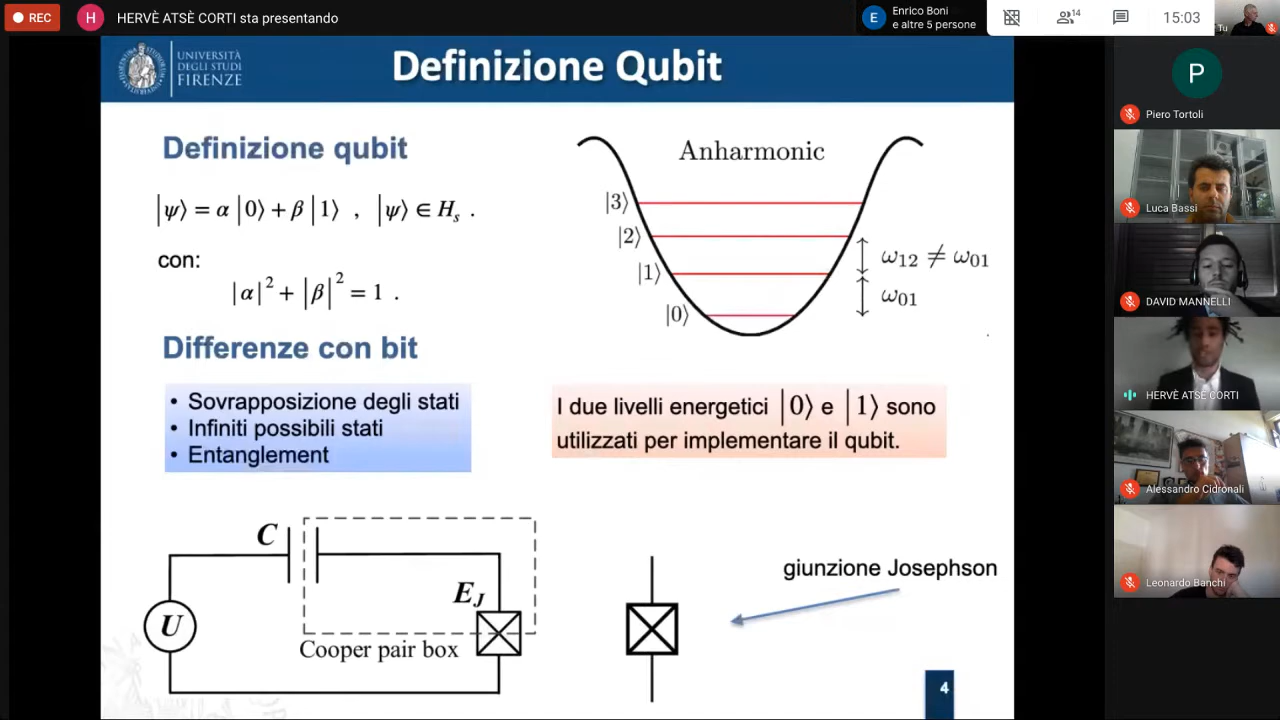 REC
H
HERVÈ ATSÈ CORTI sta presentando
E
Enrico Boni
e altre 5 persone
14
15:03
Tu
UNIVERSITÀ
DEGLI STUDI
FIRENZE
Definizione Qubit
Definizione qubit
|ψ⟩ = α |0⟩ + β |1⟩ , |ψ⟩ ∈ Hₛ .
con:
|α|² + |β|² = 1 .
Differenze con bit
• Sovrapposizione degli stati
• Infiniti possibili stati
• Entanglement
Anharmonic
|3⟩
|2⟩
|1⟩
|0⟩
ω₁₂ ≠ ω₀₁
ω₀₁
I due livelli energetici |0⟩ e |1⟩ sono
utilizzati per implementare il qubit.
C
U
E_J
Cooper pair box
giunzione Josephson
4
P
Piero Tortoli
Luca Bassi
DAVID MANNELLI
HERVÈ ATSÈ CORTI
Alessandro Cidronali
Leonardo Banchi